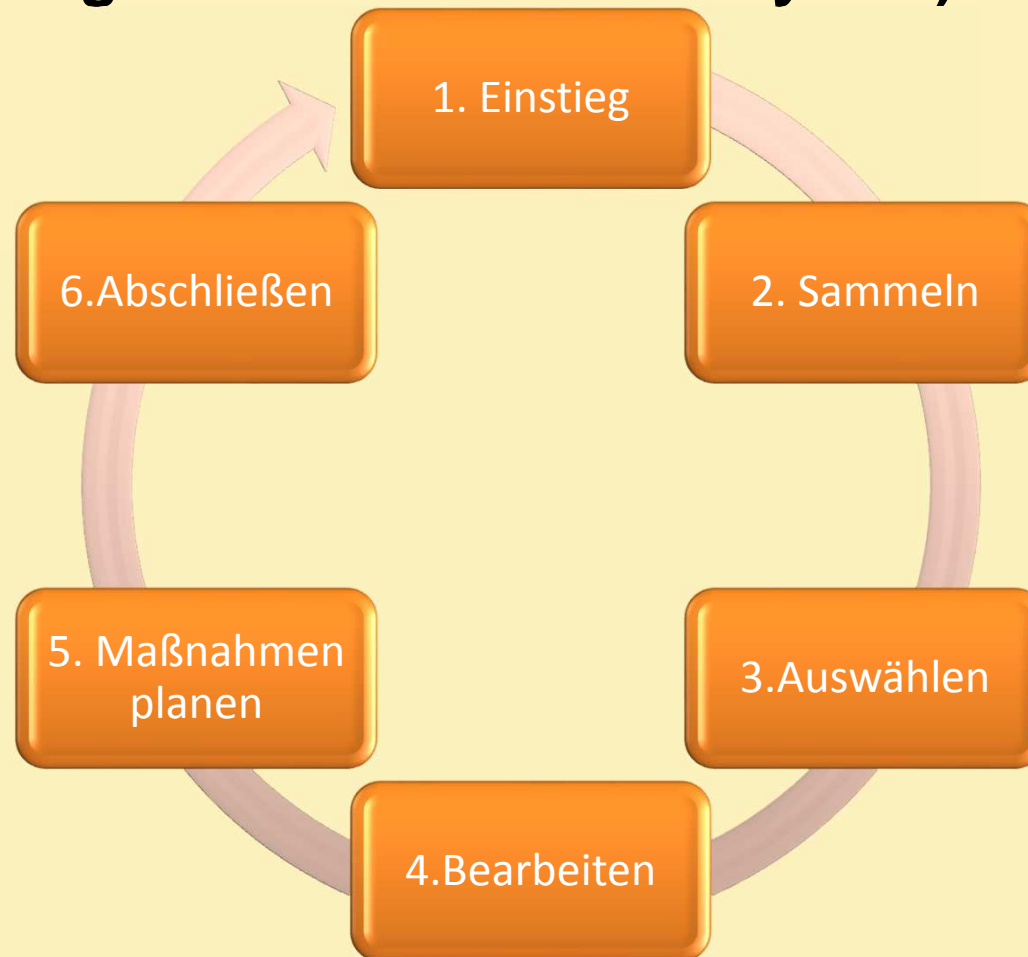 1. Einstieg
2. Sammeln
3.Auswählen
4.Bearbeiten
5. Maßnahmen
planen
6.Abschließen